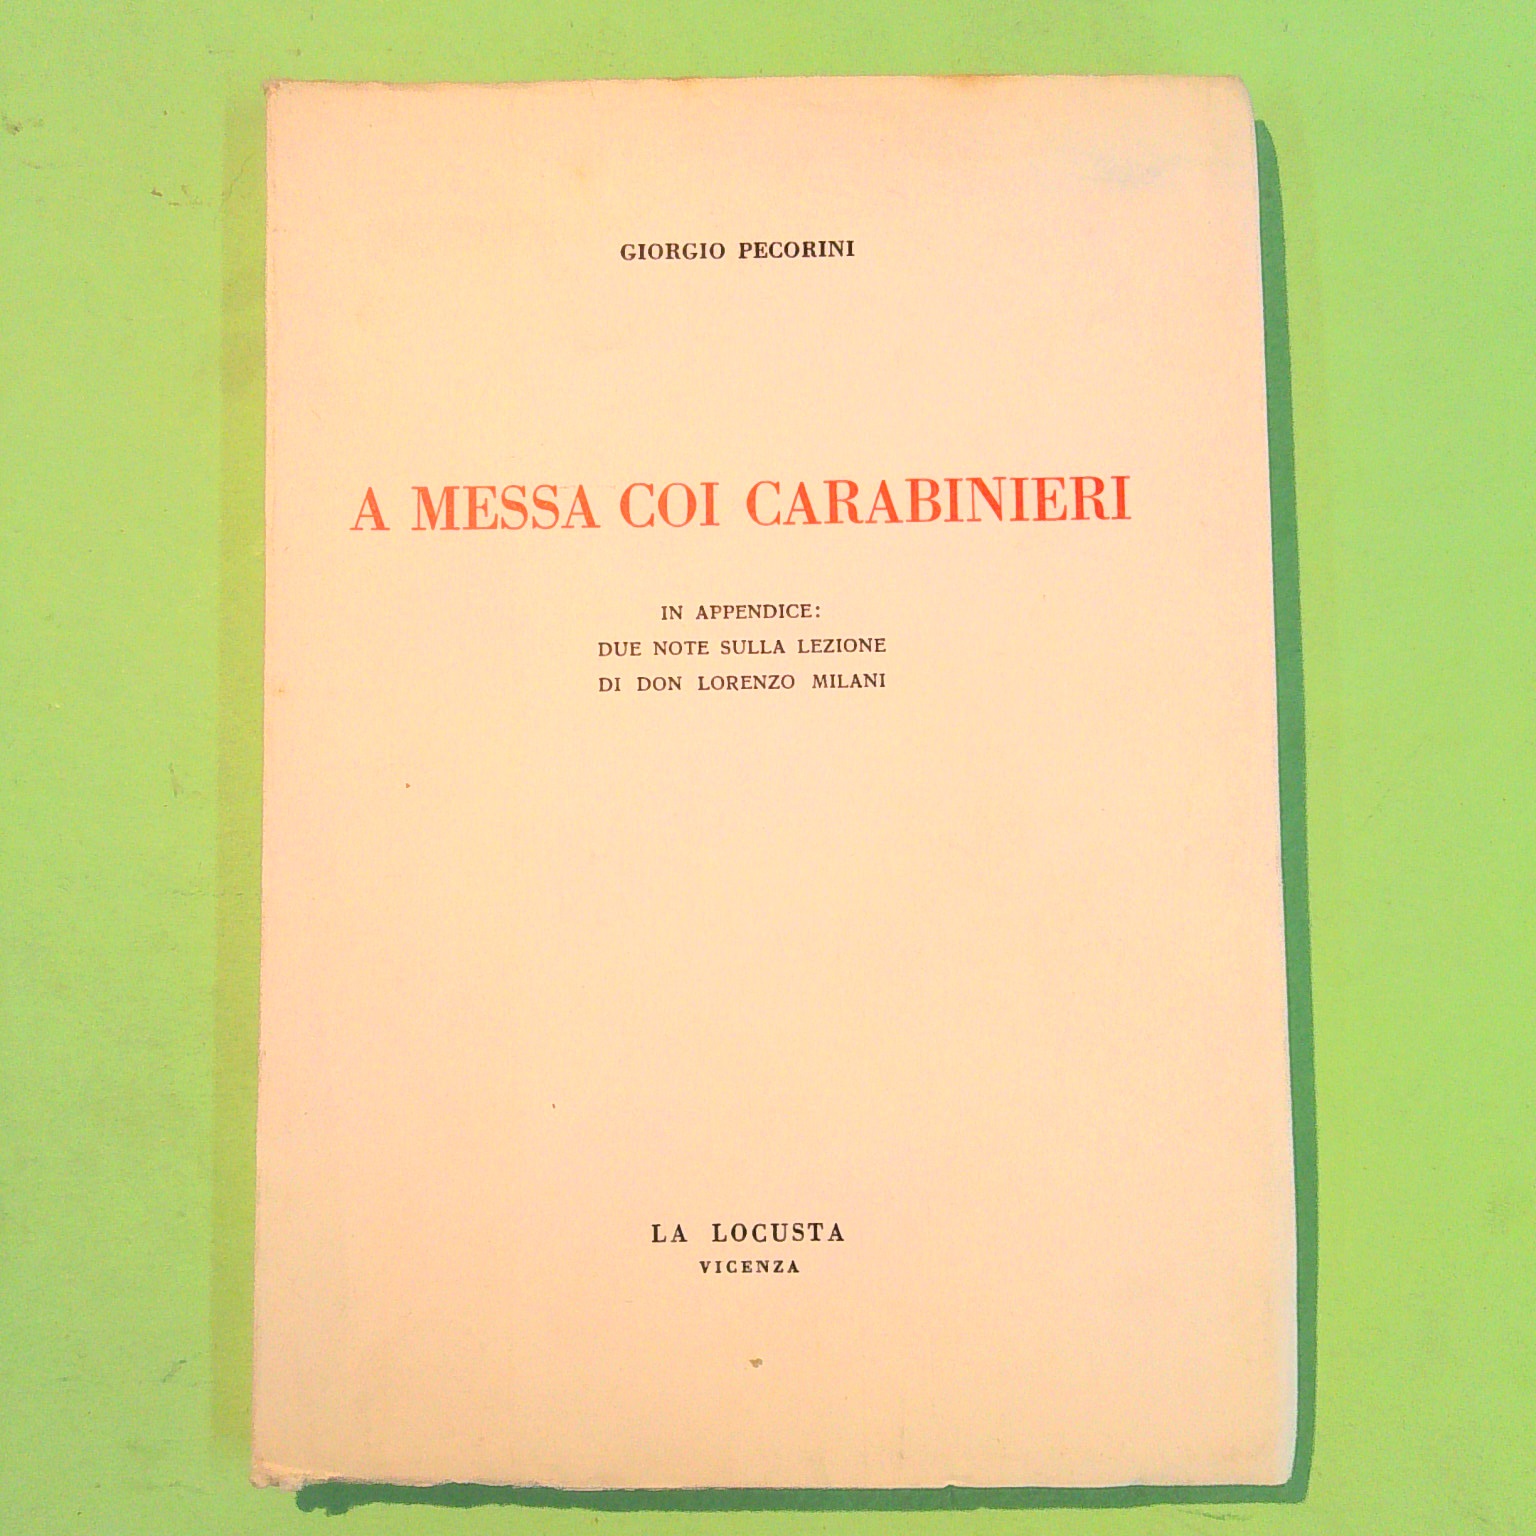 GIORGIO PECORINI
A MESSA COI CARABINIERI
IN APPENDICE:
DUE NOTE SULLA LEZIONE
DI DON LORENZO MILANI
LA LOCUSTA
VICENZA